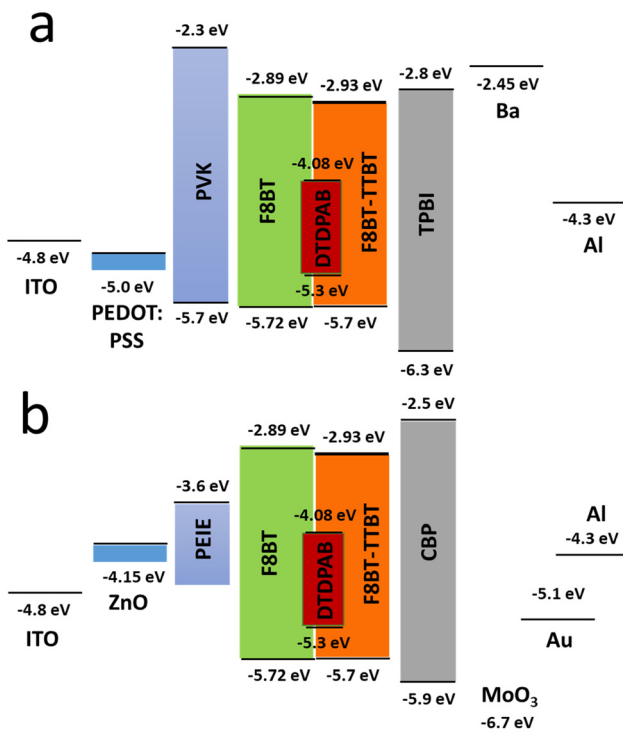 a
-2.3 eV
-2.89 eV
-2.93 eV
-2.8 eV
-2.45 eV
Ba
-4.08 eV
PVK
F8BT
DTDPAB
F8BT-TTBT
TPBI
-4.3 eV
Al
-4.8 eV
ITO
-5.0 eV
PEDOT:
PSS
-5.3 eV
-5.7 eV
-5.72 eV
-5.7 eV
-6.3 eV
b
-2.5 eV
-2.89 eV
-2.93 eV
-3.6 eV
-4.08 eV
PEIE
F8BT
DTDPAB
F8BT-TTBT
CBP
Al
-4.3 eV
-4.15 eV
ZnO
-4.8 eV
ITO
-5.1 eV
Au
-5.3 eV
-5.72 eV
-5.7 eV
-5.9 eV
MoO₃
-6.7 eV